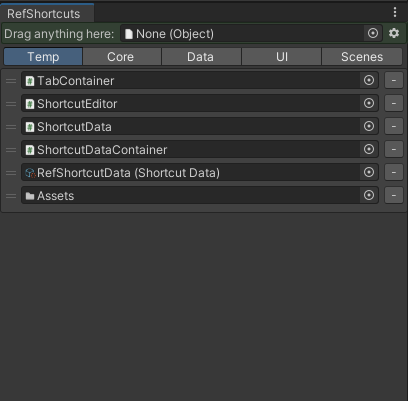 RefShortcuts
Drag anything here: None (Object)
Temp Core Data UI Scenes
TabContainer -
ShortcutEditor -
ShortcutData -
ShortcutDataContainer -
RefShortcutData (Shortcut Data) -
Assets -